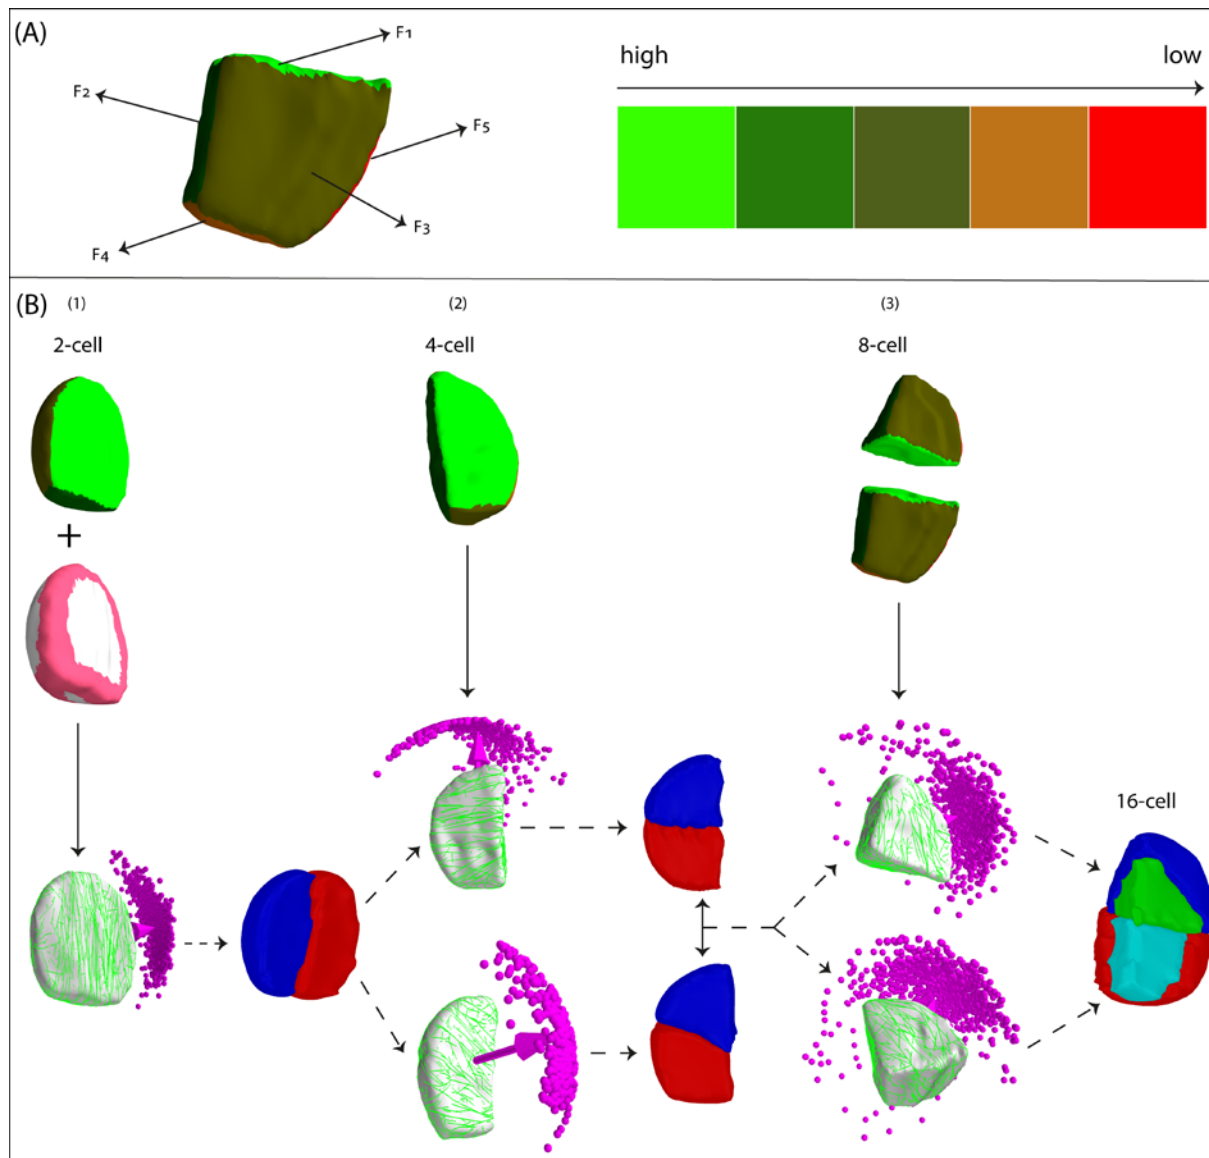 (A)
F1
F2
F5
F3
F4
high low
(B)
(1) (2) (3)
2-cell 4-cell 8-cell
+
16-cell